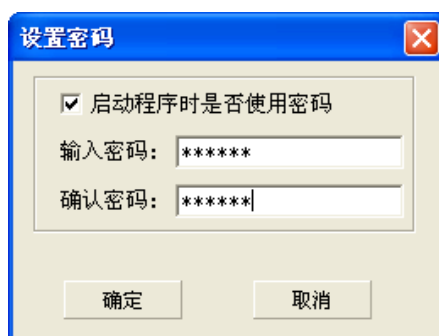 设置密码
启动程序时是否使用密码
输入密码: ******
确认密码: ******
确定 取消